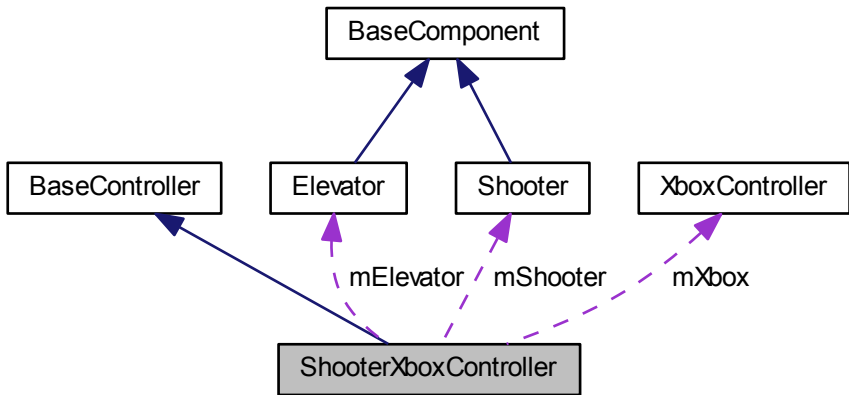 BaseComponent
BaseController
Elevator
Shooter
XboxController
mElevator
mShooter
mXbox
ShooterXboxController